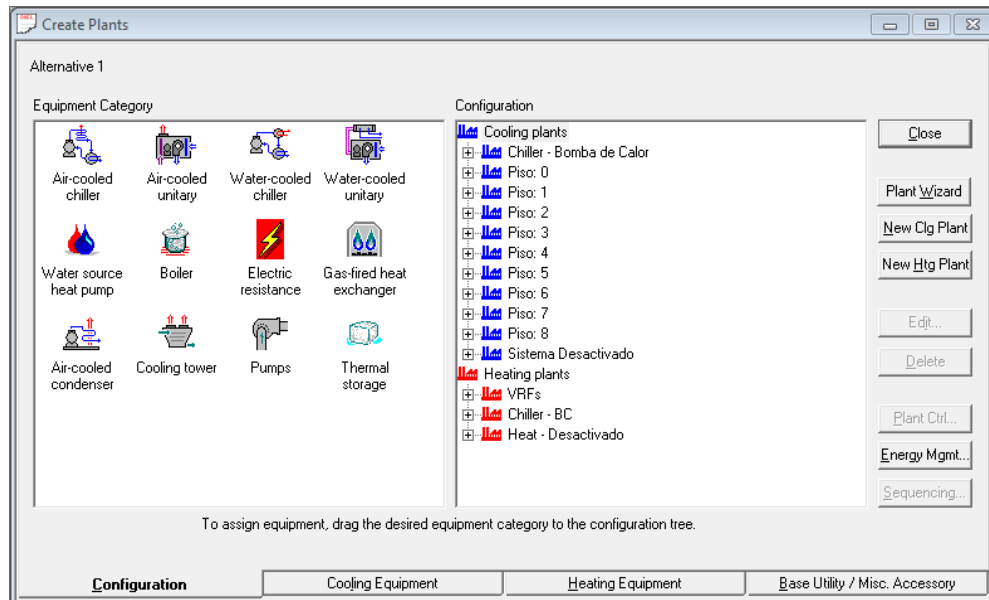 Create Plants
Alternative 1
Equipment Category
Air-cooled chiller
Air-cooled unitary
Water-cooled chiller
Water-cooled unitary
Water source heat pump
Boiler
Electric resistance
Gas-fired heat exchanger
Air-cooled condenser
Cooling tower
Pumps
Thermal storage
Configuration
Cooling plants
Chiller - Bomba de Calor
Piso: 0
Piso: 1
Piso: 2
Piso: 3
Piso: 4
Piso: 5
Piso: 6
Piso: 7
Piso: 8
Sistema Desactivado
Heating plants
VRFs
Chiller - BC
Heat - Desactivado
Close
Plant Wizard
New Clg Plant
New Htg Plant
Edit...
Delete
Plant Ctrl...
Energy Mgmt...
Sequencing...
To assign equipment, drag the desired equipment category to the configuration tree.
Configuration
Cooling Equipment
Heating Equipment
Base Utility / Misc. Accessory